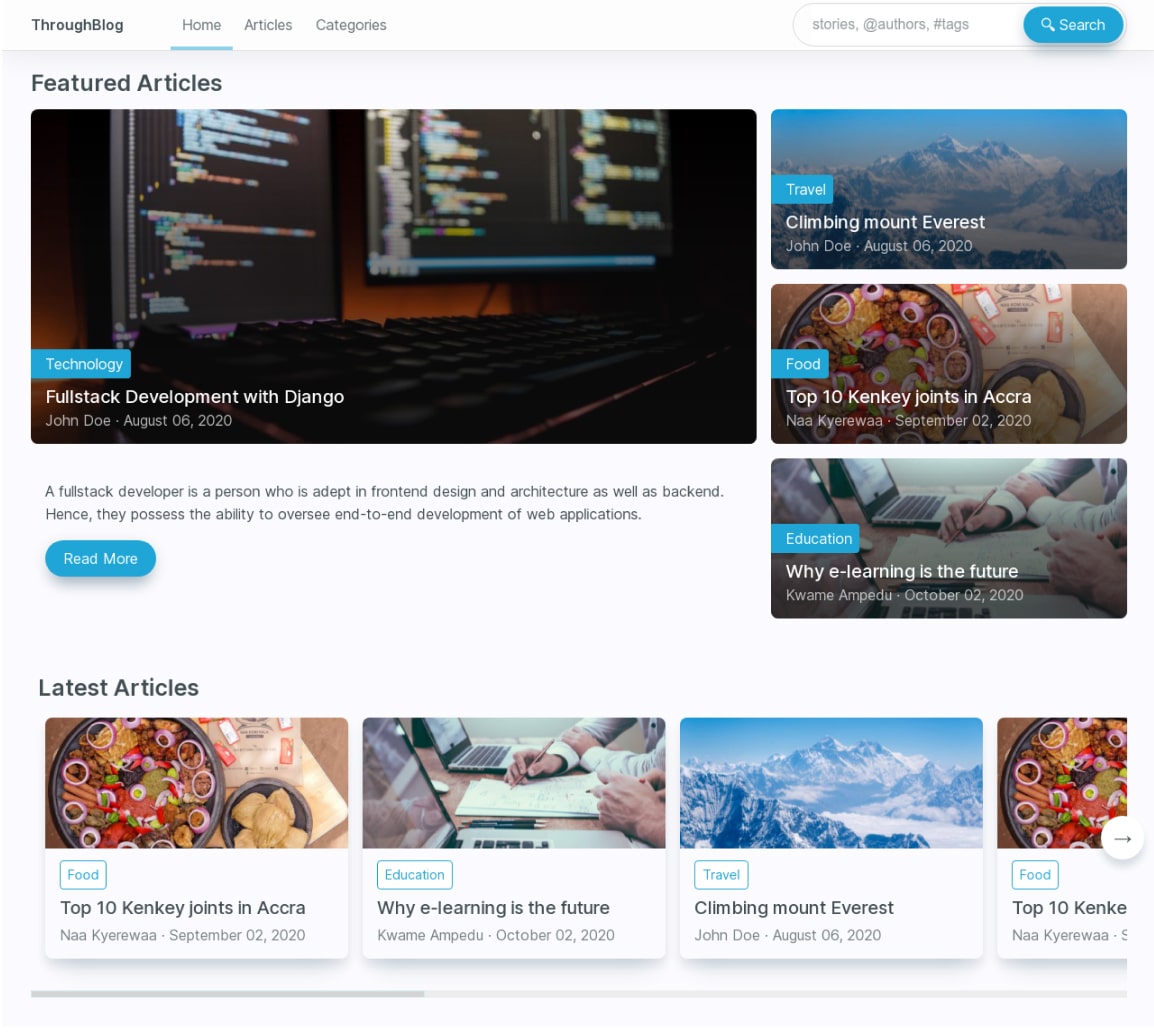 ThroughBlog
Home
Articles
Categories
stories, @authors, #tags
Search
Featured Articles
Technology
Fullstack Development with Django
John Doe · August 06, 2020
A fullstack developer is a person who is adept in frontend design and architecture as well as backend.
Hence, they possess the ability to oversee end-to-end development of web applications.
Read More
Travel
Climbing mount Everest
John Doe · August 06, 2020
Food
Top 10 Kenkey joints in Accra
Naa Kyerewaa · September 02, 2020
Education
Why e-learning is the future
Kwame Ampedu · October 02, 2020
Latest Articles
Food
Top 10 Kenkey joints in Accra
Naa Kyerewaa · September 02, 2020
Education
Why e-learning is the future
Kwame Ampedu · October 02, 2020
Travel
Climbing mount Everest
John Doe · August 06, 2020
Food
Top 10 Kenke
Naa Kyerewaa · S
→